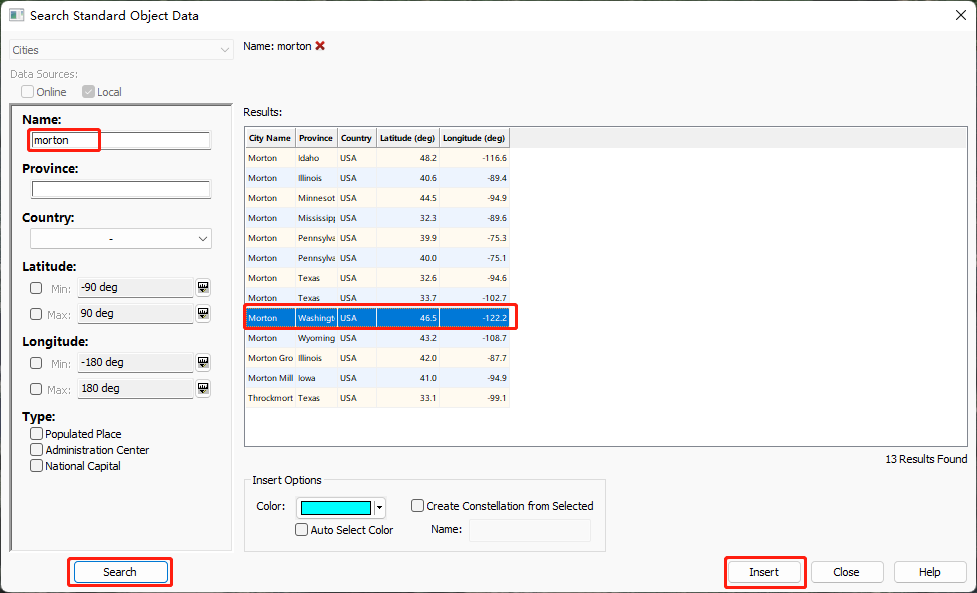 Search Standard Object Data
Cities
Data Sources:
Online Local
Name:
morton
Province:
Country:
-
Latitude:
Min: -90 deg
Max: 90 deg
Longitude:
Min: -180 deg
Max: 180 deg
Type:
Populated Place
Administration Center
National Capital
Search
Name: morton
Results:
City Name Province Country Latitude (deg) Longitude (deg)
Morton Idaho USA 48.2 -116.6
Morton Illinois USA 40.6 -89.4
Morton Minnesot USA 44.5 -94.9
Morton Mississipp USA 32.3 -89.6
Morton Pennsylva USA 39.9 -75.3
Morton Pennsylva USA 40.0 -75.1
Morton Texas USA 32.6 -94.6
Morton Texas USA 33.7 -102.7
Morton Washingt USA 46.5 -122.2
Morton Wyoming USA 43.2 -108.7
Morton Gro Illinois USA 42.0 -87.7
Morton Mill Iowa USA 41.0 -94.9
Throckmort Texas USA 33.1 -99.1
13 Results Found
Insert Options
Color: Create Constellation from Selected
Auto Select Color Name:
Insert Close Help